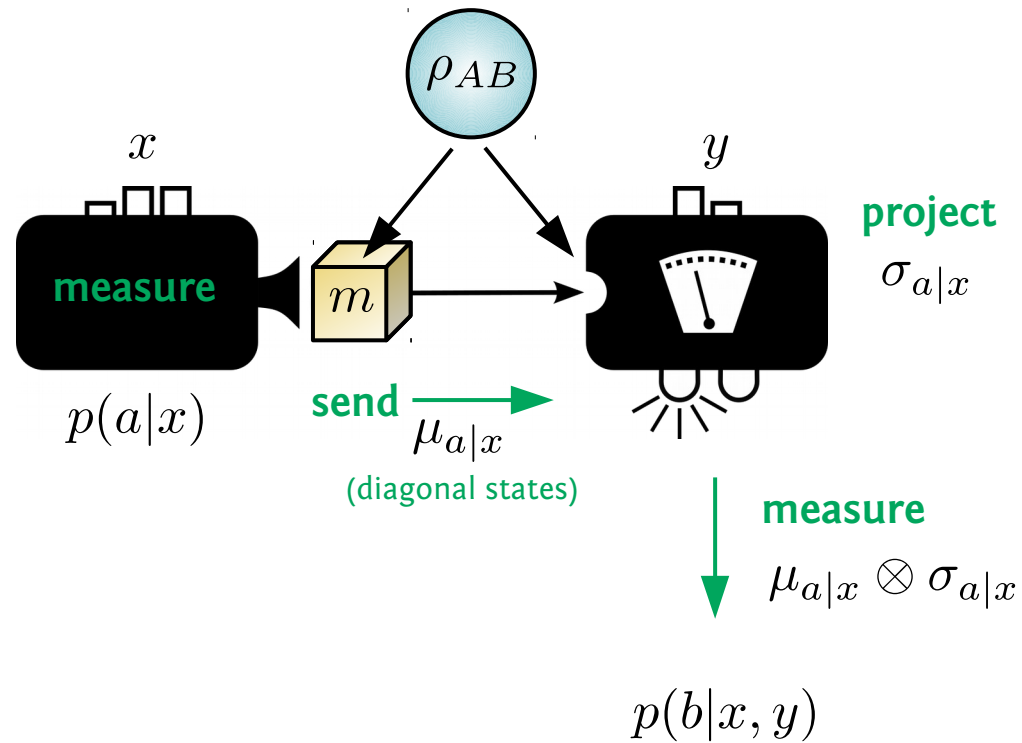 ρ_{AB}
x
y
project
σ_{a|x}
measure
m
p(a|x)
send
μ_{a|x}
(diagonal states)
measure
μ_{a|x} ⊗ σ_{a|x}
p(b|x, y)